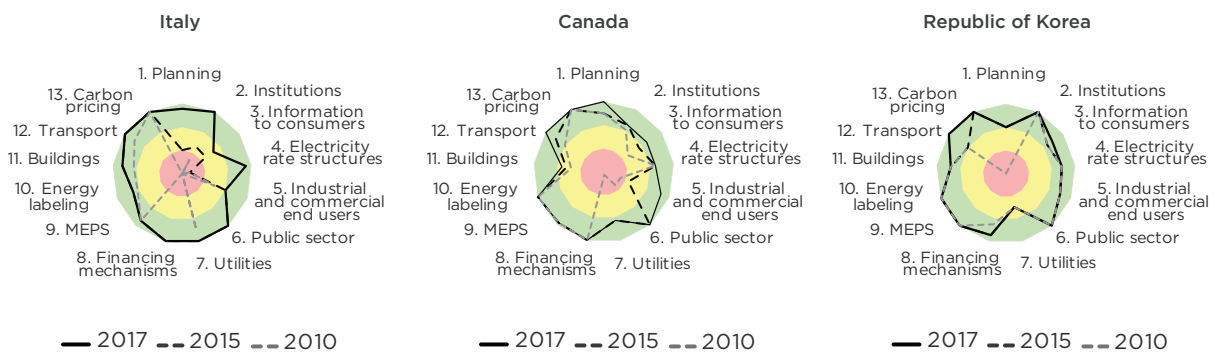 Italy
1. Planning
2. Institutions
3. Information
to consumers
4. Electricity
rate structures
5. Industrial
and commercial
end users
6. Public sector
7. Utilities
8. Financing
mechanisms
9. MEPS
10. Energy
labeling
11. Buildings
12. Transport
13. Carbon
pricing
2017 2015 2010
Canada
1. Planning
2. Institutions
3. Information
to consumers
4. Electricity
rate structures
5. Industrial
and commercial
end users
6. Public sector
7. Utilities
8. Financing
mechanisms
9. MEPS
10. Energy
labeling
11. Buildings
12. Transport
13. Carbon
pricing
2017 2015 2010
Republic of Korea
1. Planning
2. Institutions
3. Information
to consumers
4. Electricity
rate structures
5. Industrial
and commercial
end users
6. Public sector
7. Utilities
8. Financing
mechanisms
9. MEPS
10. Energy
labeling
11. Buildings
12. Transport
13. Carbon
pricing
2017 2015 2010